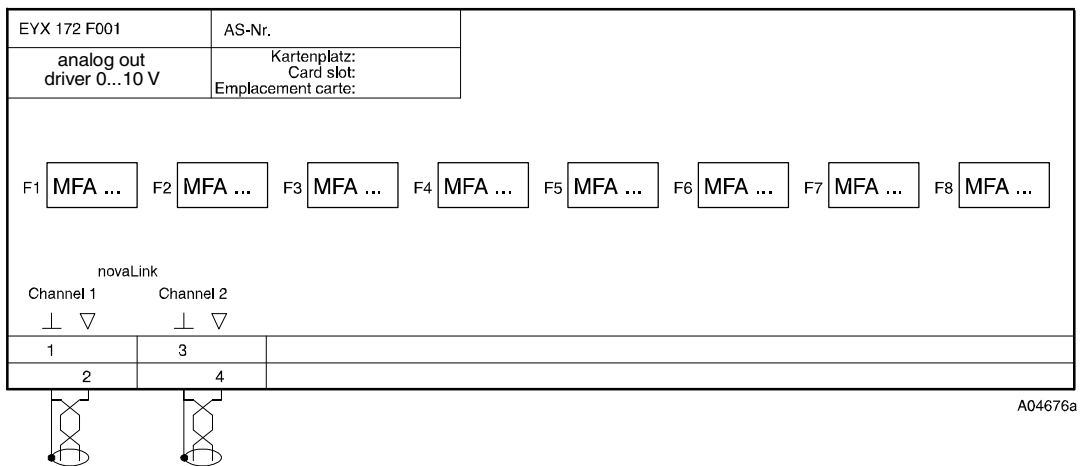 EYX 172 F001
AS-Nr.
analog out
driver 0...10 V
Kartenplatz:
Card slot:
Emplacement carte:
F1 MFA ... F2 MFA ... F3 MFA ... F4 MFA ... F5 MFA ... F6 MFA ... F7 MFA ... F8 MFA ...
novaLink
Channel 1 Channel 2
1 3
2 4
A04676a